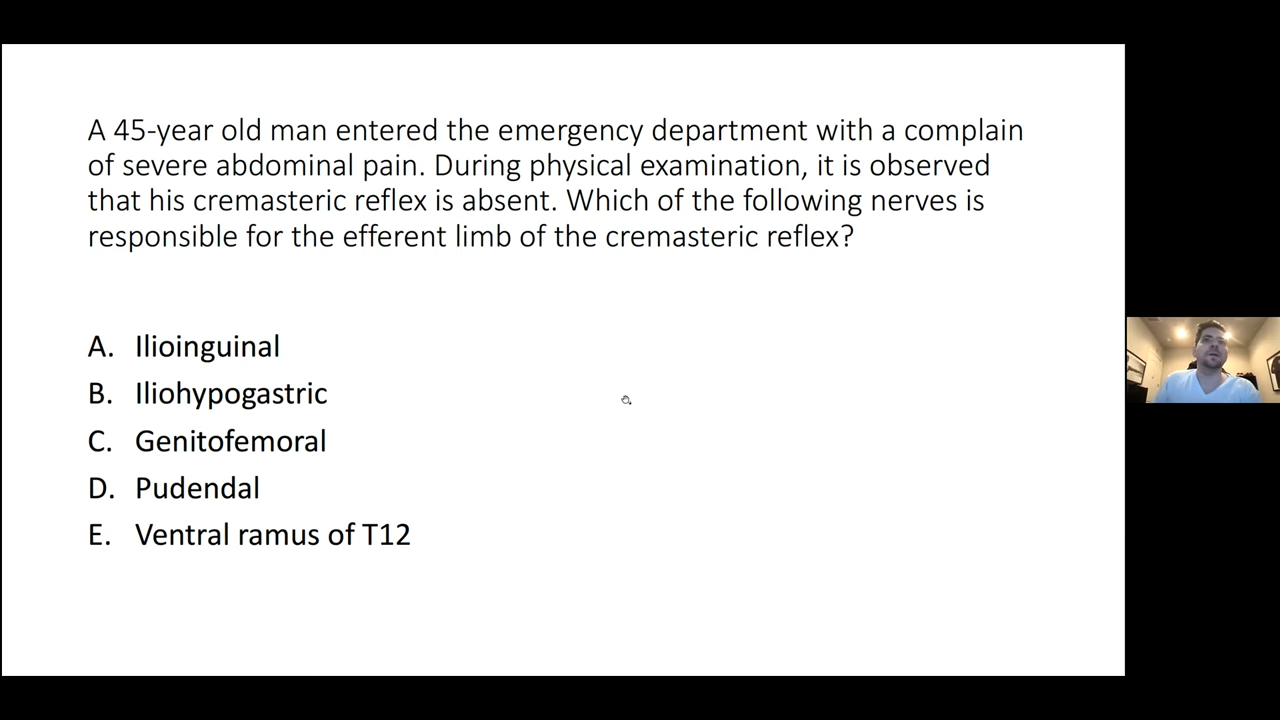 A 45-year old man entered the emergency department with a complain
of severe abdominal pain. During physical examination, it is observed
that his cremasteric reflex is absent. Which of the following nerves is
responsible for the efferent limb of the cremasteric reflex?
A. Ilioinguinal
B. Iliohypogastric
C. Genitofemoral
D. Pudendal
E. Ventral ramus of T12